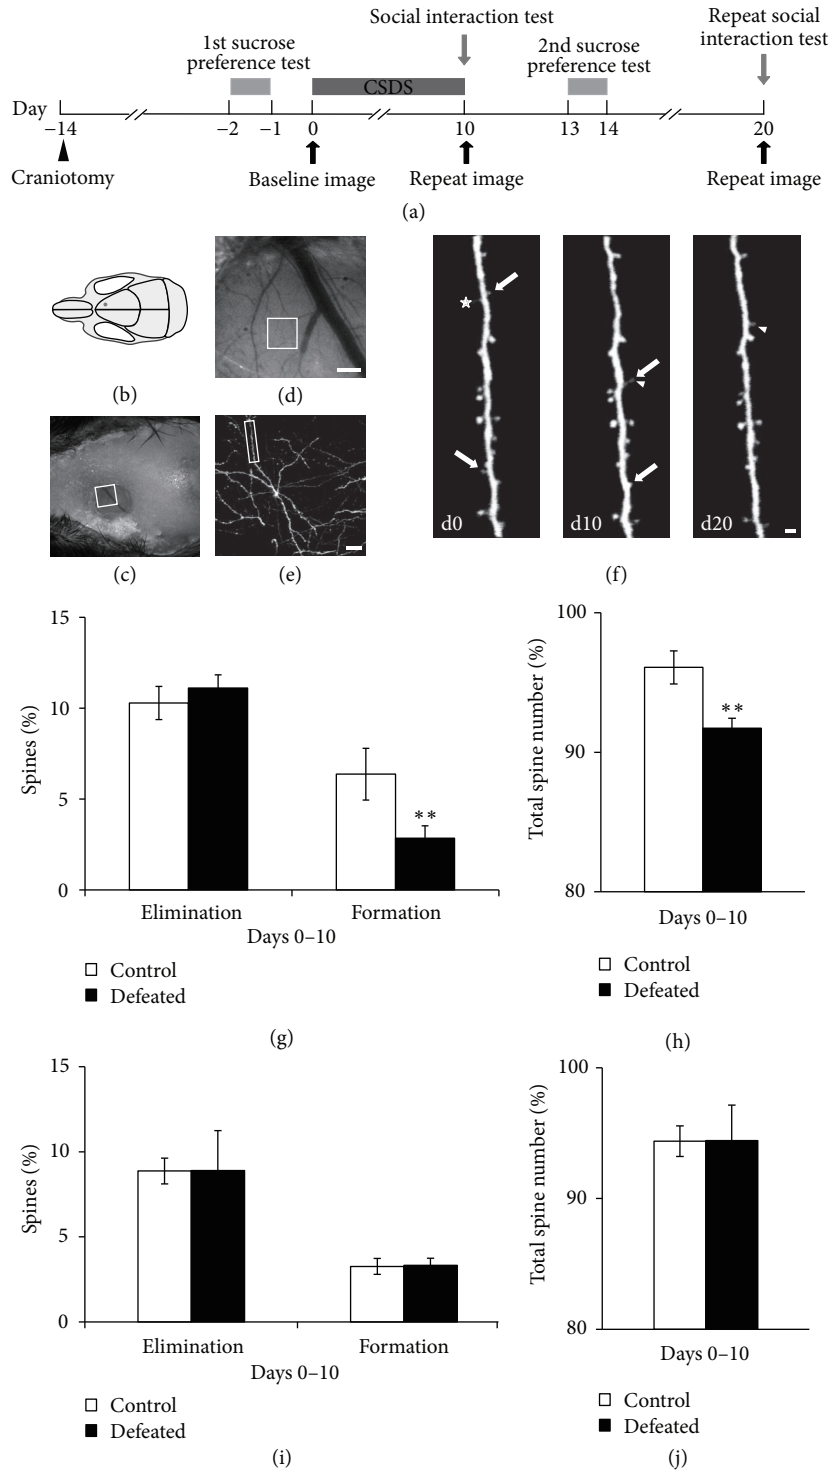 Social interaction test
Repeat social
interaction test
1st sucrose
preference test
2nd sucrose
preference test
CSDS
Day
−14
−2
−1
0
10
13
14
20
Craniotomy
Baseline image
Repeat image
Repeat image
(a)
(b)
(d)
(c)
(e)
d0
d10
d20
(f)
15
10
5
0
Spines (%)
**
Elimination
Formation
Days 0–10
Control
Defeated
(g)
100
90
80
Total spine number (%)
**
Days 0–10
Control
Defeated
(h)
15
10
5
0
Spines (%)
Elimination
Formation
Days 0–10
Control
Defeated
(i)
100
90
80
Total spine number (%)
Days 0–10
Control
Defeated
(j)